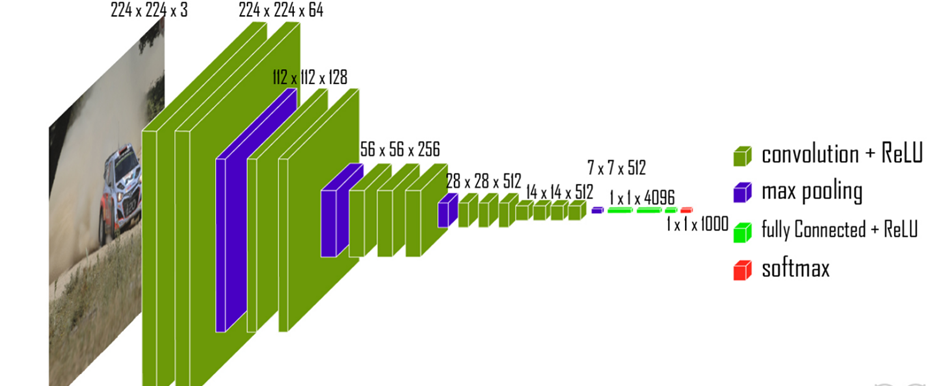 224 x 224 x 3
224 x 224 x 64
112 x 112 x 128
56 x 56 x 256
28 x 28 x 512
14 x 14 x 512
7 x 7 x 512
1 x 1 x 4096
1 x 1 x 1000
convolution + ReLU
max pooling
fully Connected + ReLU
softmax